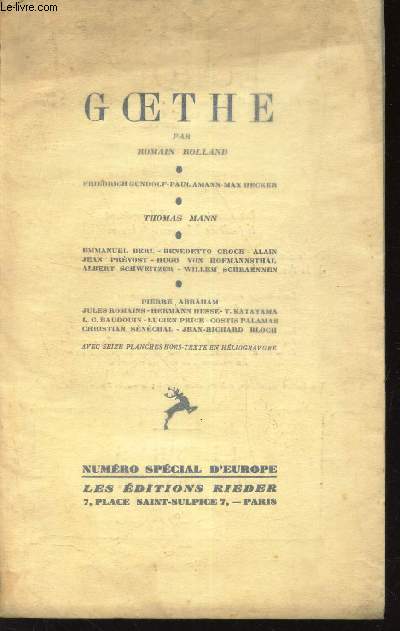 GŒTHE
PAR
ROMAIN ROLLAND
FRIEDRICH GUNDOLF - PAUL AMANN - MAX HECKER
THOMAS MANN
EMMANUEL BERL - BENEDETTO CROCE - ALAIN
JEAN PRÉVOST - HUGO VON HOFMANNSTHAL
ALBERT SCHWEITZER - WILLEM
PIERRE ABRAHAM
JULES ROMAINS - HERMANN HESSE - T. KATAYAMA
L. C. BAUDOUIN - LUCIEN PRICE - COSTIS PALAMAS
CHRISTIAN SÉNÉCHAL - JEAN-RICHARD BLOCH
AVEC SEIZE PLANCHES HORS-TEXTE EN HÉLIOGRAVURE
NUMÉRO SPÉCIAL D'EUROPE
LES ÉDITIONS RIEDER
7, PLACE SAINT-SULPICE 7, — PARIS